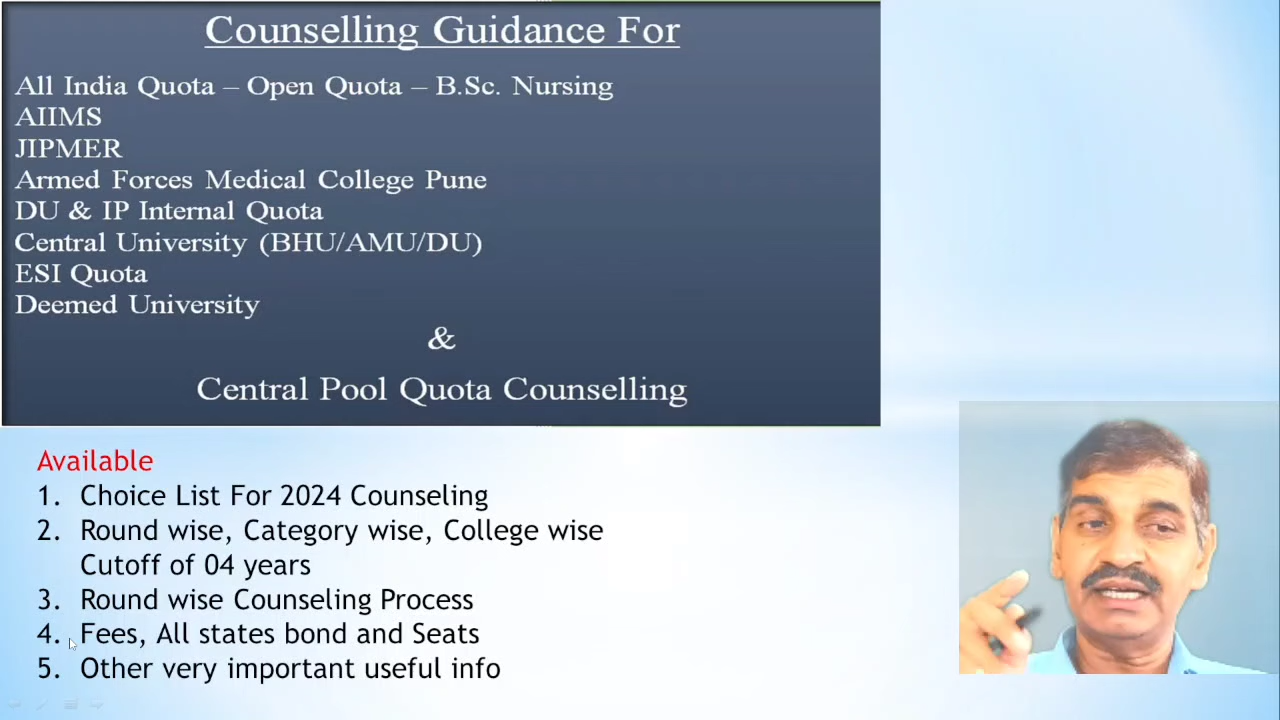 Counselling Guidance For
All India Quota – Open Quota – B.Sc. Nursing
AIIMS
JIPMER
Armed Forces Medical College Pune
DU & IP Internal Quota
Central University (BHU/AMU/DU)
ESI Quota
Deemed University
&
Central Pool Quota Counselling
Available
1. Choice List For 2024 Counseling
2. Round wise, Category wise, College wise
Cutoff of 04 years
3. Round wise Counseling Process
4. Fees, All states bond and Seats
5. Other very important useful info